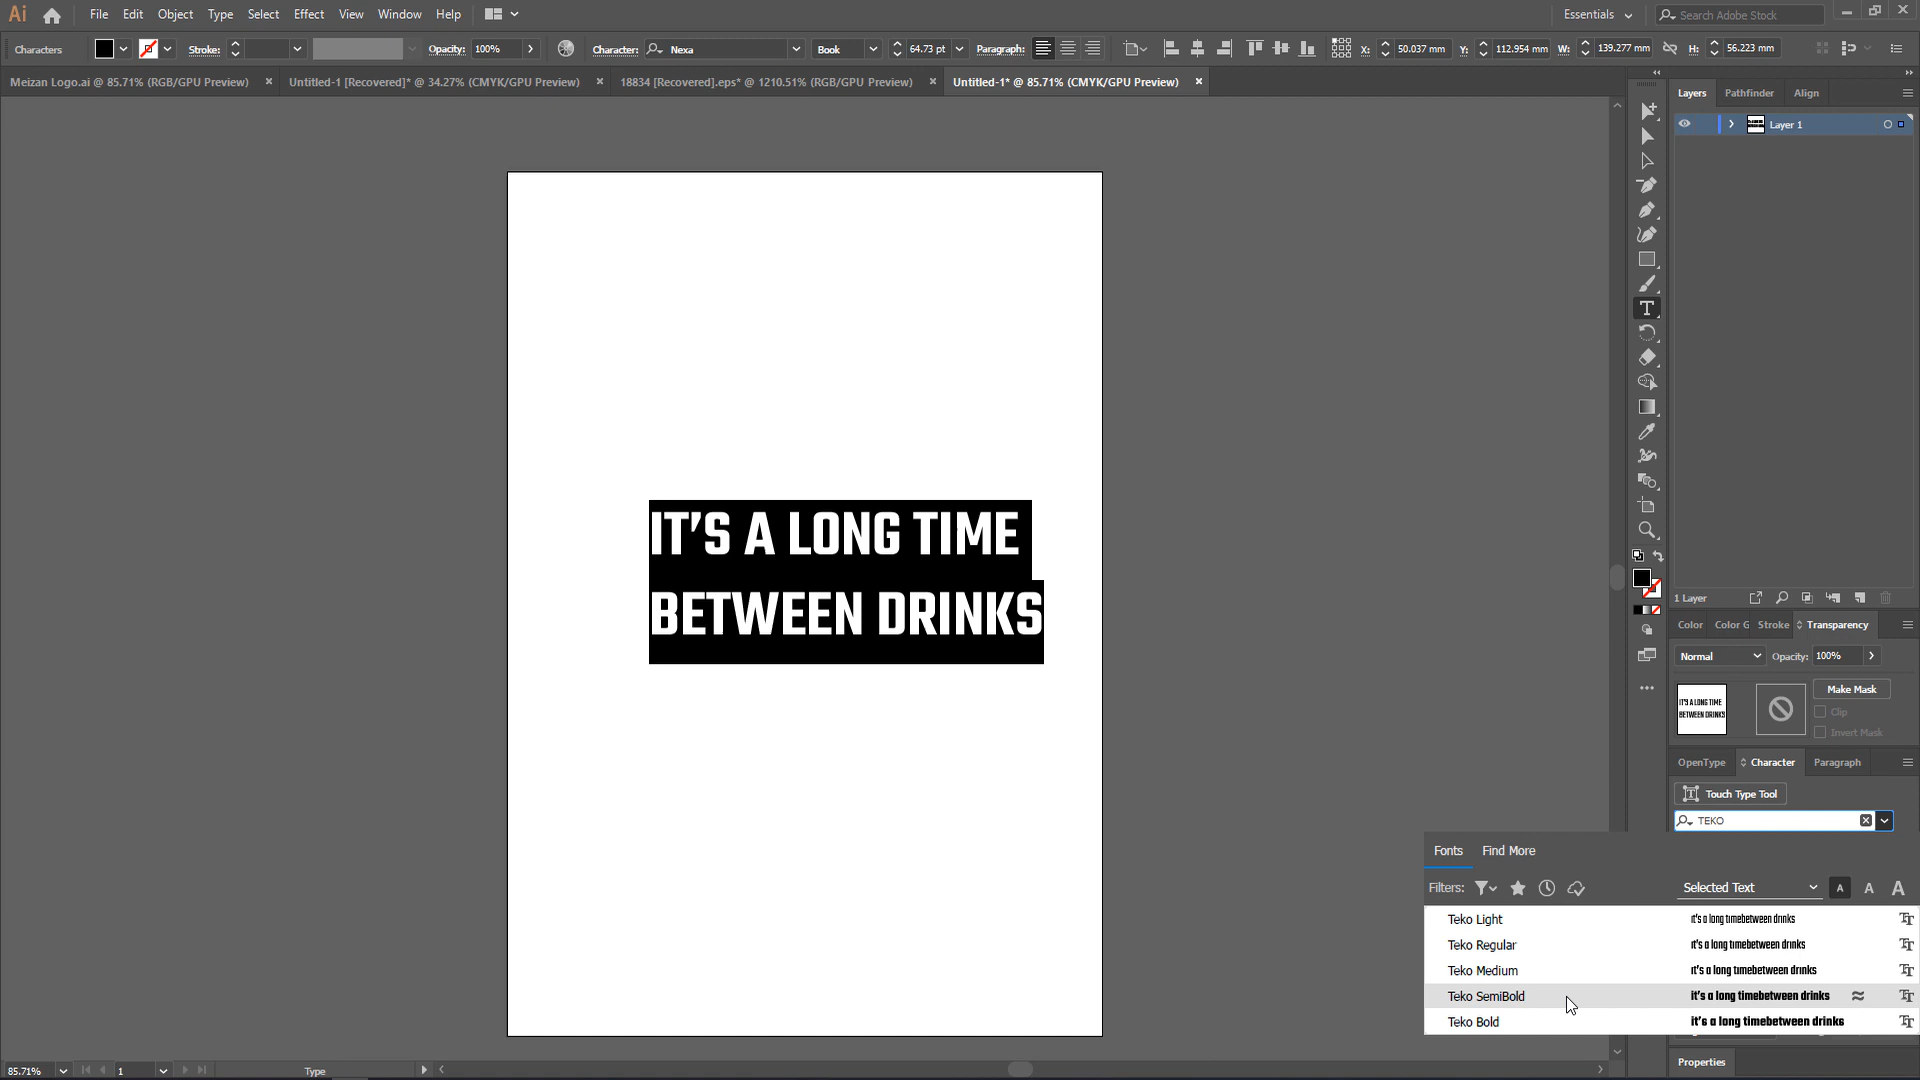 Ai File Edit Object Type Select Effect View Window Help Essentials Search Adobe Stock
Characters Stroke: Opacity: 100% Character: Nexa Book 64.73 pt Paragraph: X: 50.037 mm Y: 112.954 mm W: 139.277 mm H: 56.223 mm
Meizan Logo.ai @ 85.71% (RGB/GPU Preview) Untitled-1 [Recovered]* @ 34.27% (CMYK/GPU Preview) 18834 [Recovered].eps* @ 1210.51% (RGB/GPU Preview) Untitled-1* @ 85.71% (CMYK/GPU Preview)
Layers Pathfinder Align
Layer 1
IT'S A LONG TIME
BETWEEN DRINKS
1 Layer
Color Color G Stroke Transparency
Normal Opacity: 100%
Make Mask
IT'S A LONG TIME
BETWEEN DRINKS
Clip
Invert Mask
OpenType Character Paragraph
Touch Type Tool
TEKO
Fonts Find More
Filters: Selected Text A A A
Teko Light it's a long timebetween drinks
Teko Regular it's a long timebetween drinks
Teko Medium it's a long timebetween drinks
Teko SemiBold it's a long timebetween drinks
Teko Bold it's a long timebetween drinks
Properties
85.71% 1 Type